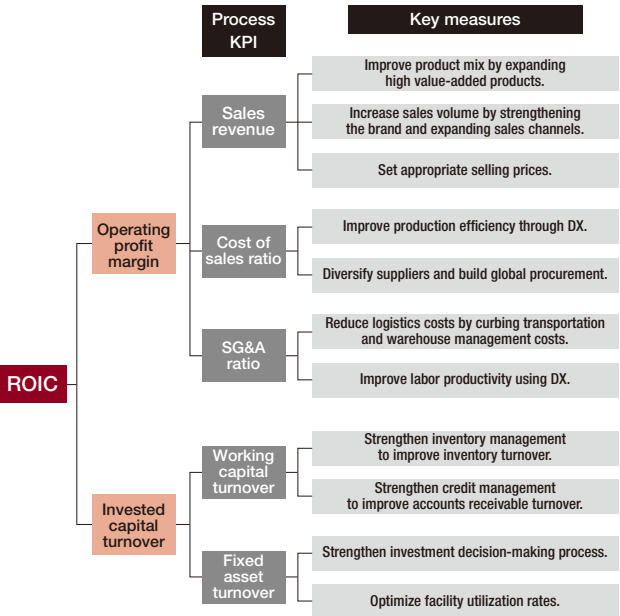 Process
KPI
Key measures
ROIC
Operating
profit
margin
Sales
revenue
Improve product mix by expanding
high value-added products.
Increase sales volume by strengthening
the brand and expanding sales channels.
Set appropriate selling prices.
Cost of
sales ratio
Improve production efficiency through DX.
Diversify suppliers and build global procurement.
SG&A
ratio
Reduce logistics costs by curbing transportation
and warehouse management costs.
Improve labor productivity using DX.
Invested
capital
turnover
Working
capital
turnover
Strengthen inventory management
to improve inventory turnover.
Strengthen credit management
to improve accounts receivable turnover.
Fixed
asset
turnover
Strengthen investment decision-making process.
Optimize facility utilization rates.